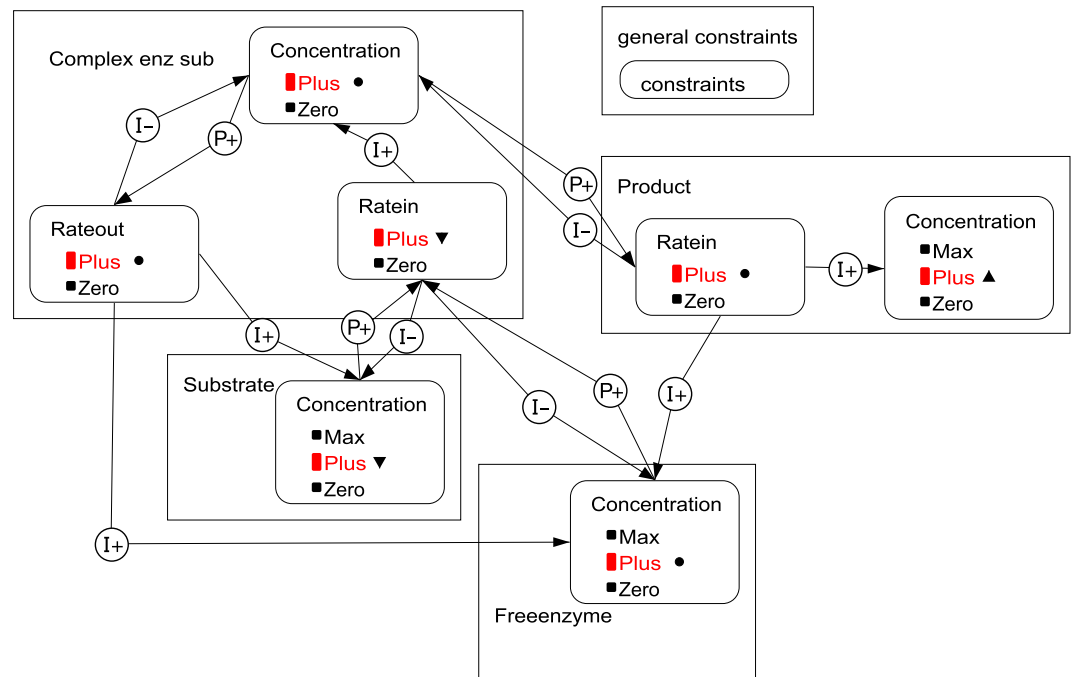 Complex enz sub
Concentration
Plus
Zero
I-
P+
I+
Rateout
Plus
Zero
Ratein
Plus
Zero
general constraints
constraints
P+
I-
Product
Ratein
Plus
Zero
I+
Concentration
Max
Plus
Zero
I+
P+
I-
Substrate
Concentration
Max
Plus
Zero
I-
P+
I+
I+
Concentration
Max
Plus
Zero
Freeenzyme